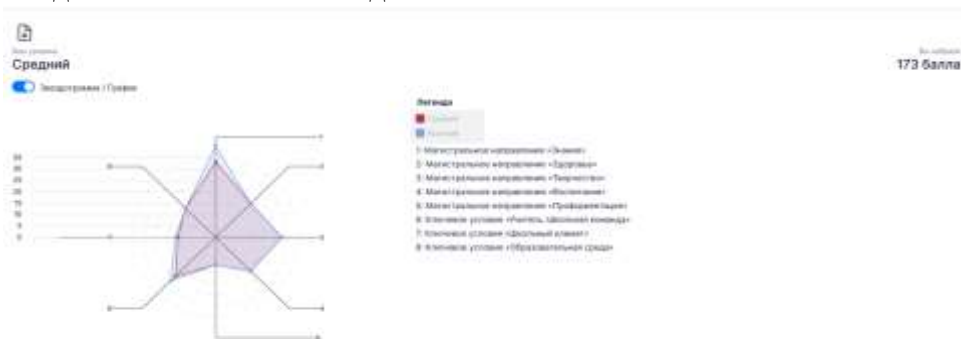 Средний
173 балла
Звездограмма / График
Легенда
1: Магистральное направление «Знание»
2: Магистральное направление «Здоровье»
3: Магистральное направление «Творчество»
4: Магистральное направление «Воспитание»
5: Магистральное направление «Профориентация»
6: Ключевое условие «Учитель. Школьная команда»
7: Ключевое условие «Школьный климат»
8: Ключевое условие «Образовательная среда»